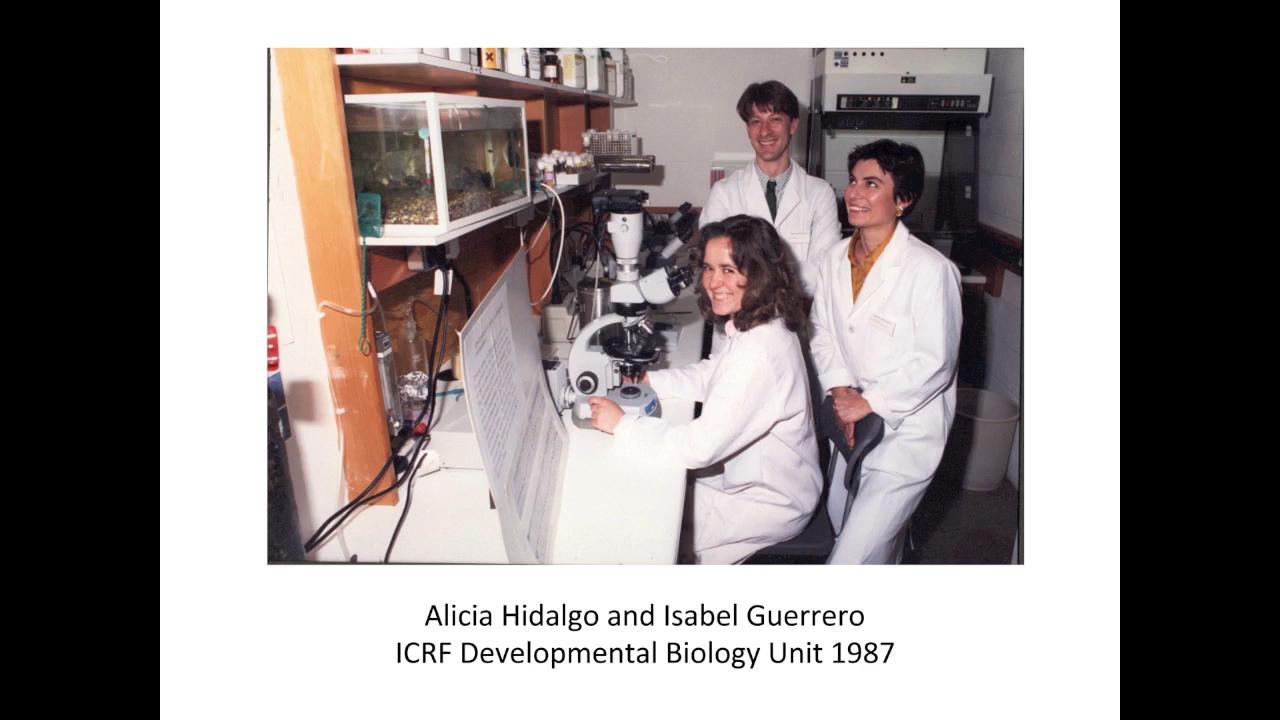 Alicia Hidalgo and Isabel Guerrero
ICRF Developmental Biology Unit 1987